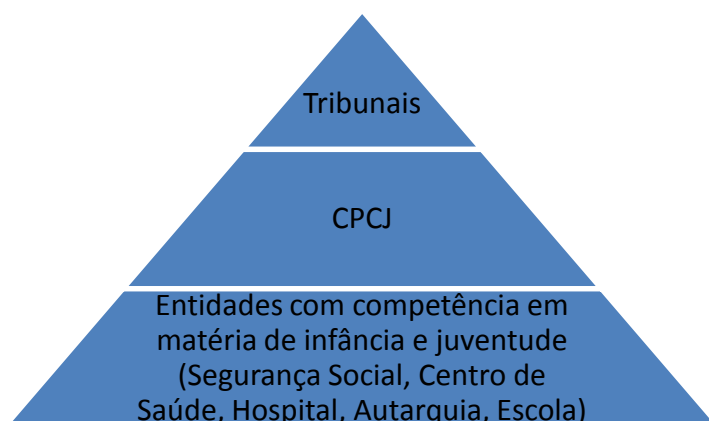 Tribunais
CPCJ
Entidades com competência em
matéria de infância e juventude
(Segurança Social, Centro de
Saúde, Hospital, Autarquia, Escola)